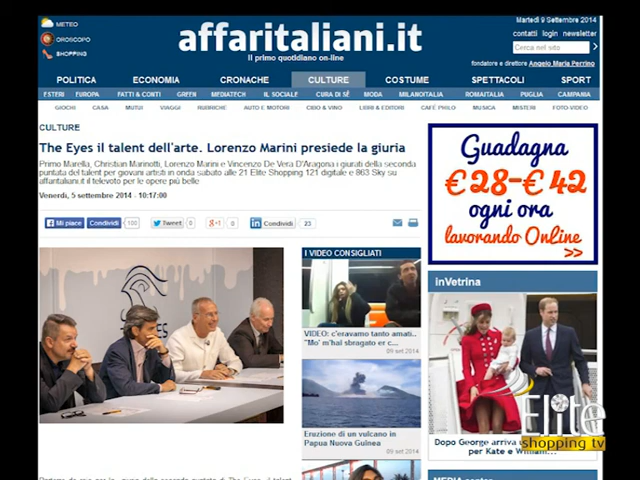 METEO
OROSCOPO
SHOPPING
affaritaliani.it
Il primo quotidiano on-line
Martedì 9 Settembre 2014
contatti login newsletter
Cerca nel sito
fondatore e direttore Angelo Maria Perrino
POLITICA ECONOMIA CRONACHE CULTURE COSTUME SPETTACOLI SPORT
ESTERI EUROPA FATTI & CONTI GREEN MEDIATECH IL SOCIALE CURA DI SÉ MODA MILANOITALIA ROMAITALIA PUGLIA CAMPANIA
GIOCHI CASA MUTUI VIAGGI RUBRICHE AUTO E MOTORI CIBO & VINO LIBRI & EDITORI CAFÈ PHILO MUSICA MISTERI FOTO-VIDEO
CULTURE
The Eyes il talent dell'arte. Lorenzo Marini presiede la giuria
Primo Marella, Christian Marinotti, Lorenzo Marini e Vincenzo De Vera D'Aragona i giurati della seconda
puntata del talent per giovani artisti in onda sabato alle 21 Elite Shopping 121 digitale e 863 Sky su
affaritaliani.it il televoto per le opere più belle
Venerdì, 5 settembre 2014 - 10:17:00
Mi piace Condividi 100 Tweet 0 g+1 0 in Condividi 23
Guadagna
€28-€42
ogni ora
lavorando OnLine
>>
I VIDEO CONSIGLIATI
VIDEO: c'eravamo tanto amati..
"Mo' m'hai sbragato er c...
09 set 2014
Eruzione di un vulcano in
Papua Nuova Guinea
09 set 2014
inVetrina
Dopo George arriva
per Kate e William...
Elite
shopping tv